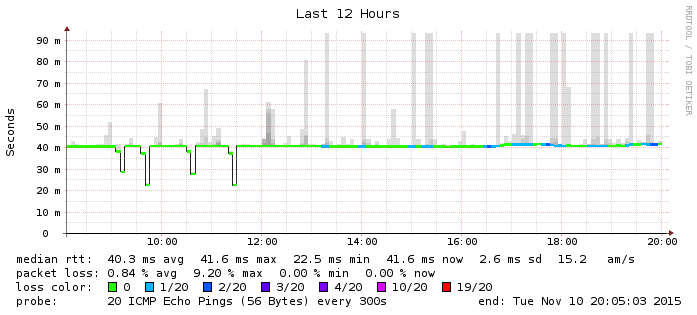 Last 12 Hours
RRDTOOL / TOBI OETIKER
Seconds
90 m
80 m
70 m
60 m
50 m
40 m
30 m
20 m
10 m
0
10:00 12:00 14:00 16:00 18:00 20:00
median rtt: 40.3 ms avg 41.6 ms max 22.5 ms min 41.6 ms now 2.6 ms sd 15.2 am/s
packet loss: 0.84 % avg 9.20 % max 0.00 % min 0.00 % now
loss color: 0 1/20 2/20 3/20 4/20 10/20 19/20
probe: 20 ICMP Echo Pings (56 Bytes) every 300s end: Tue Nov 10 20:05:03 2015